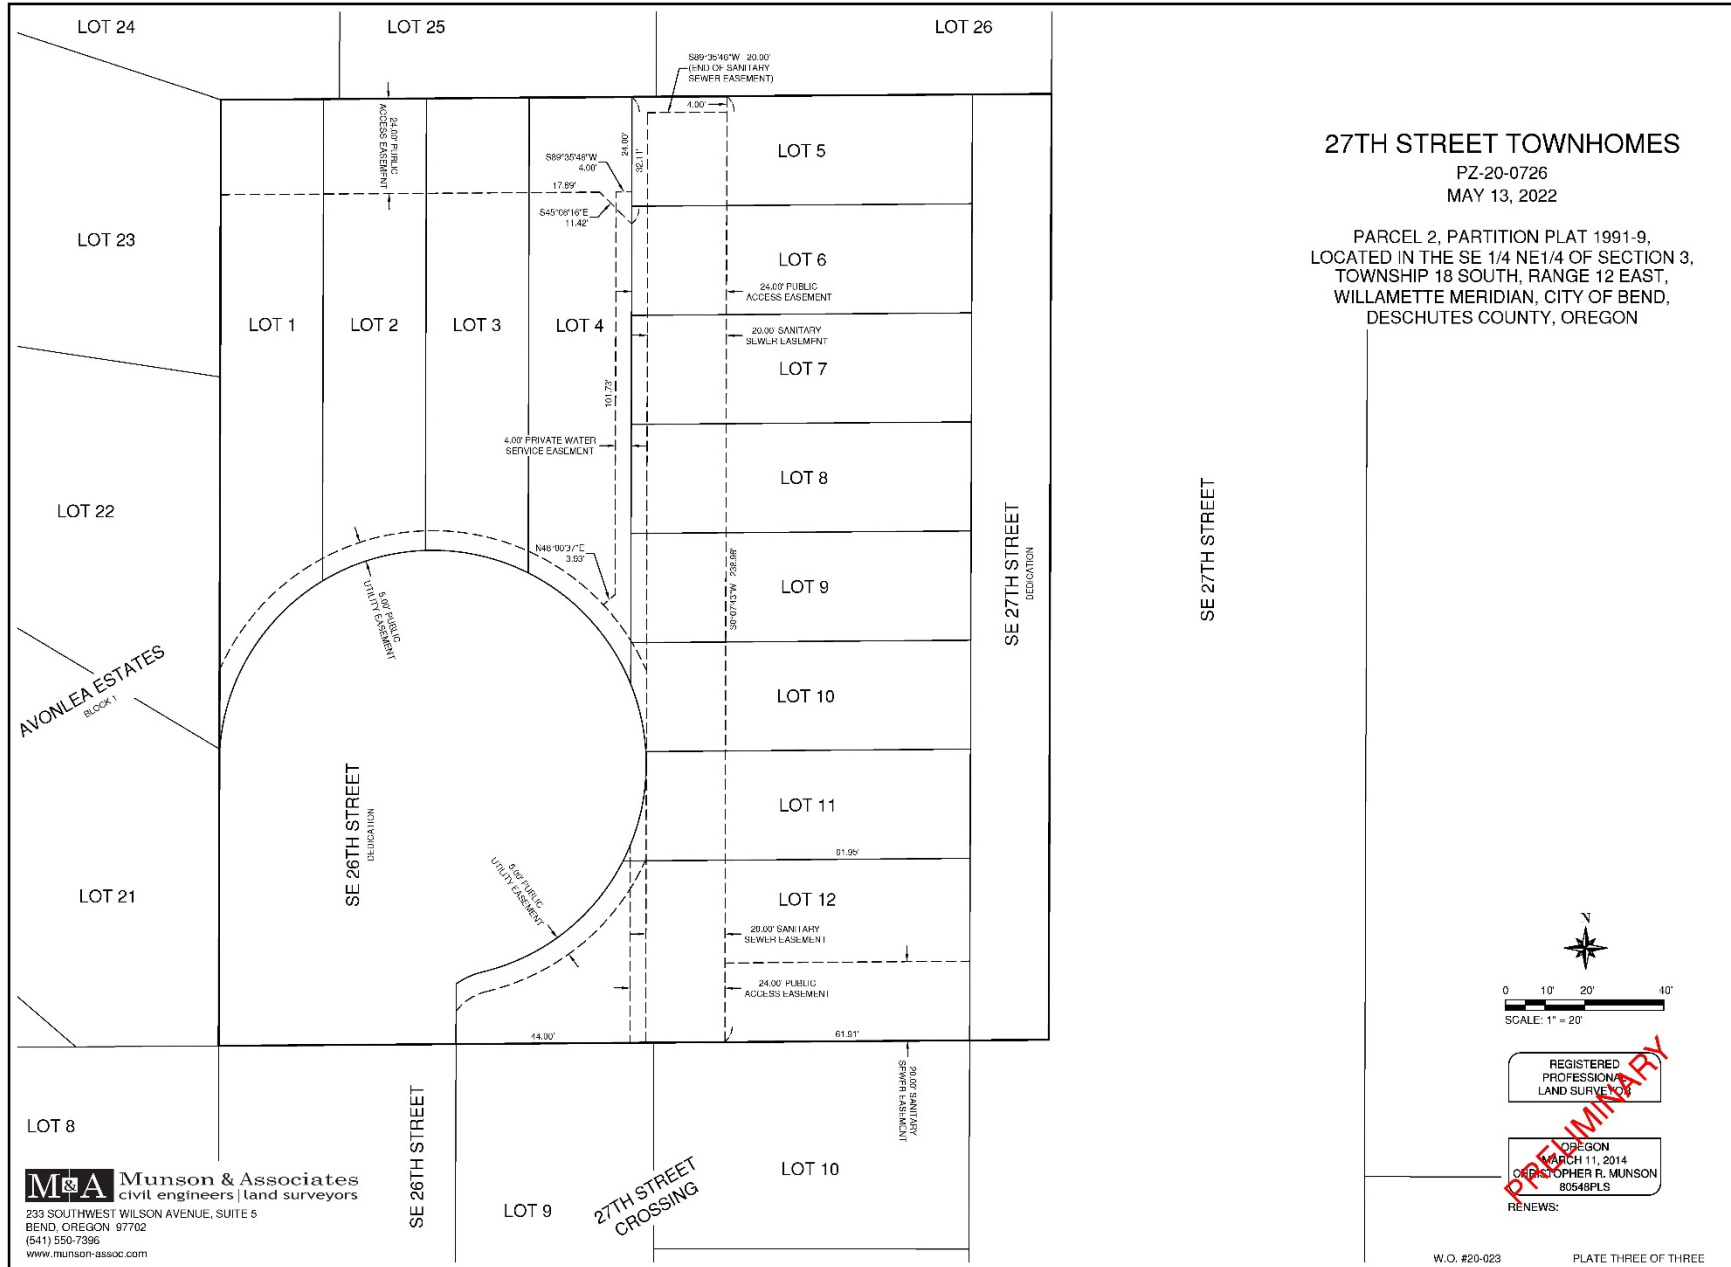 LOT 24
LOT 25
LOT 26
S89°35'46"W 20.00'
(END OF SANITARY
SEWER EASEMENT)
4.00'
24.00' PUBLIC
ACCESS EASEMENT
24.00'
32.11'
LOT 5
S89°35'46"W
4.00'
17.89'
S45°08'16"E
11.42'
LOT 23
LOT 6
24.00' PUBLIC
ACCESS EASEMENT
LOT 1
LOT 2
LOT 3
LOT 4
20.00' SANITARY
SEWER EASEMENT
LOT 7
101.73'
4.00' PRIVATE WATER
SERVICE EASEMENT
LOT 8
LOT 22
N46°00'37"E
3.93'
S0°07'43"W 238.98'
LOT 9
5.00' PUBLIC
UTILITY EASEMENT
SE 27TH STREET
DEDICATION
SE 27TH STREET
AVONLEA ESTATES
BLOCK 1
LOT 10
SE 26TH STREET
DEDICATION
LOT 11
61.95'
LOT 21
5.00' PUBLIC
UTILITY EASEMENT
LOT 12
20.00' SANITARY
SEWER EASEMENT
24.00' PUBLIC
ACCESS EASEMENT
44.00'
61.91'
20.00' SANITARY
SEWER EASEMENT
LOT 8
SE 26TH STREET
LOT 9
27TH STREET
CROSSING
LOT 10
M&A Munson & Associates
civil engineers | land surveyors
233 SOUTHWEST WILSON AVENUE, SUITE 5
BEND, OREGON 97702
(541) 550-7396
www.munson-assoc.com
27TH STREET TOWNHOMES
PZ-20-0726
MAY 13, 2022
PARCEL 2, PARTITION PLAT 1991-9,
LOCATED IN THE SE 1/4 NE1/4 OF SECTION 3,
TOWNSHIP 18 SOUTH, RANGE 12 EAST,
WILLAMETTE MERIDIAN, CITY OF BEND,
DESCHUTES COUNTY, OREGON
N
0 10' 20' 40'
SCALE: 1" = 20'
REGISTERED
PROFESSIONAL
LAND SURVEYOR
PRELIMINARY
OREGON
MARCH 11, 2014
CHRISTOPHER R. MUNSON
80548PLS
RENEWS:
W.O. #20-023
PLATE THREE OF THREE